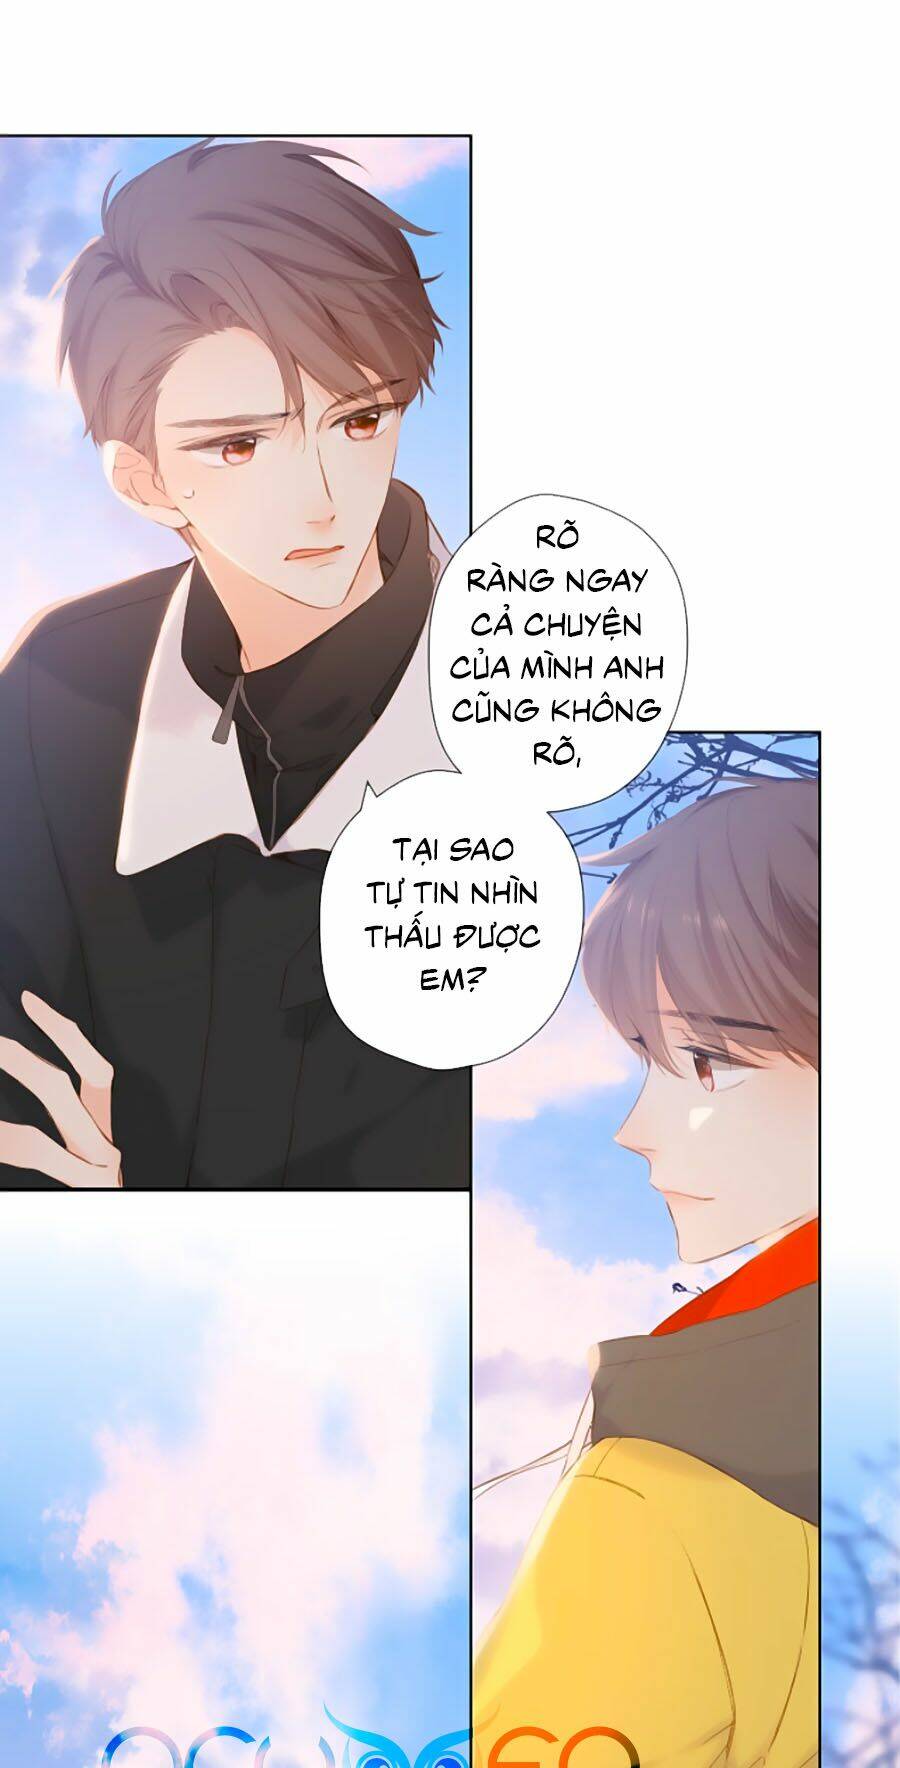 RÕ
RÀNG NGAY
CẢ CHUYỆN
CỦA MÌNH ANH
CŨNG KHÔNG
RÕ,
TẠI SAO
TỰ TIN NHÌN
THẤU ĐƯỢC
EM?